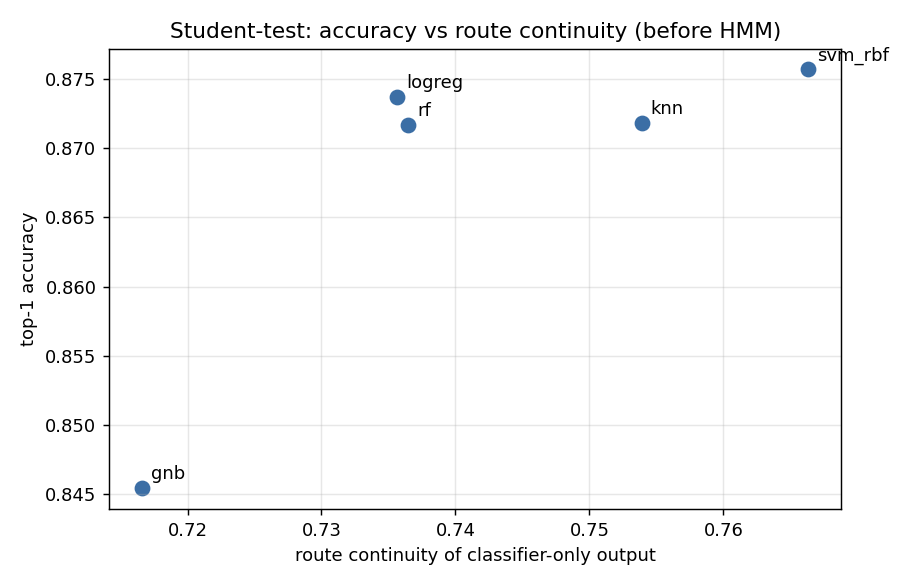 Student-test: accuracy vs route continuity (before HMM)
svm_rbf
0.875
logreg
rf
knn
0.870
0.865
top-1 accuracy
0.860
0.855
0.850
gnb
0.845
0.72 0.73 0.74 0.75 0.76
route continuity of classifier-only output